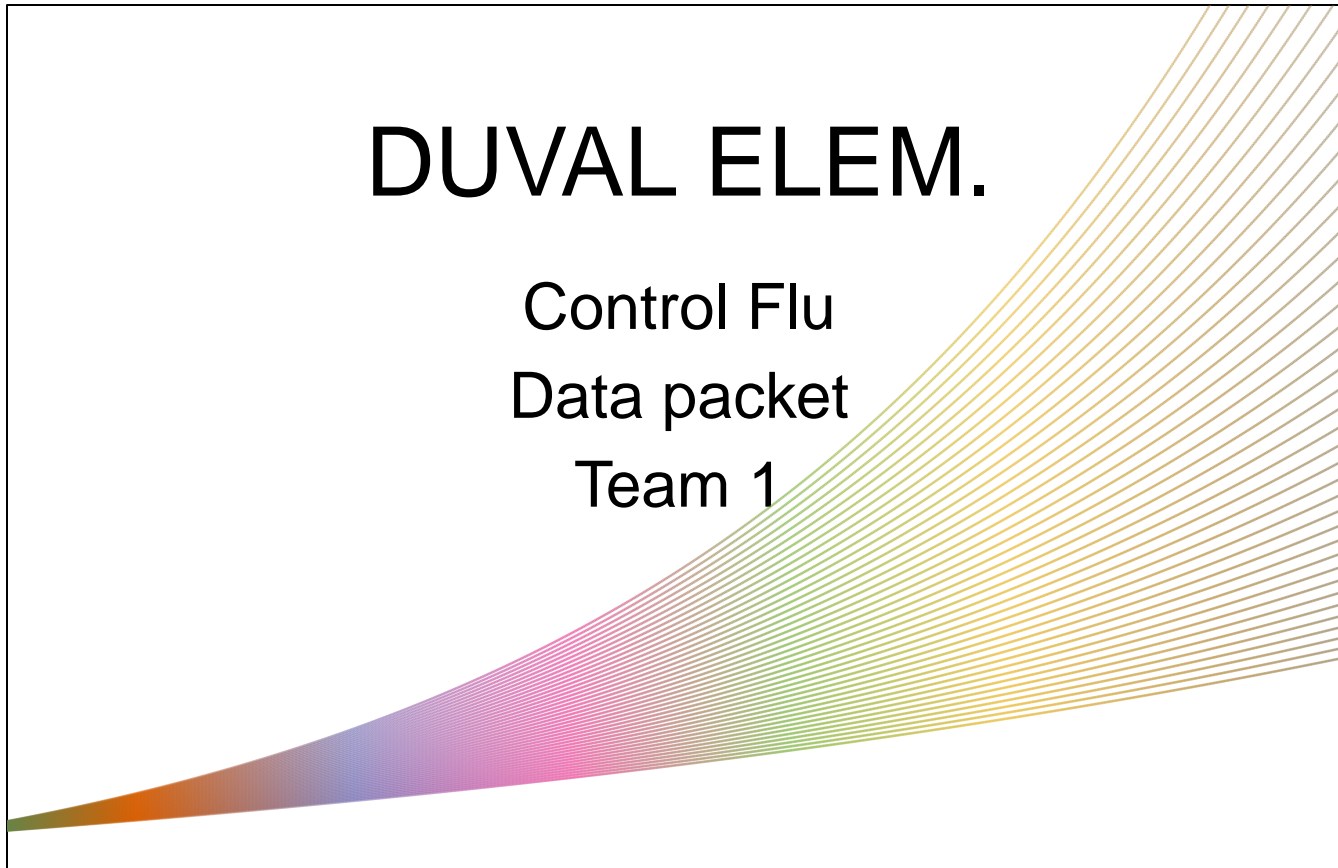 DUVAL ELEM.
Control Flu
Data packet
Team 1